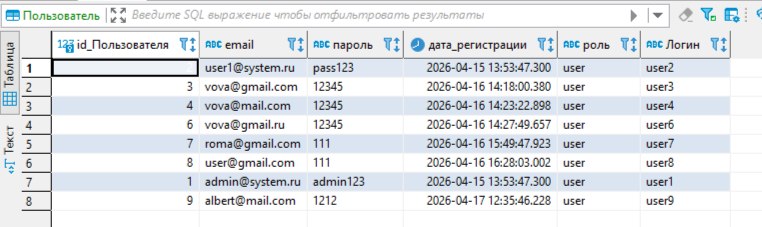 Пользователь Введите SQL выражение чтобы отфильтровать результаты
Таблица
Текст
123 id_Пользователя ABC email ABC пароль дата_регистрации ABC роль ABC Логин
1 user1@system.ru pass123 2026-04-15 13:53:47.300 user user2
2 3 vova@gmail.com 12345 2026-04-16 14:18:00.380 user user3
3 4 vova@mail.com 12345 2026-04-16 14:23:22.898 user user4
4 6 vova@gmail.ru 12345 2026-04-16 14:27:49.657 user user6
5 7 roma@gmail.com 111 2026-04-16 15:49:47.923 user user7
6 8 user@gmail.com 111 2026-04-16 16:28:03.002 user user8
7 1 admin@system.ru admin123 2026-04-15 13:53:47.300 user user1
8 9 albert@mail.com 1212 2026-04-17 12:35:46.228 user user9